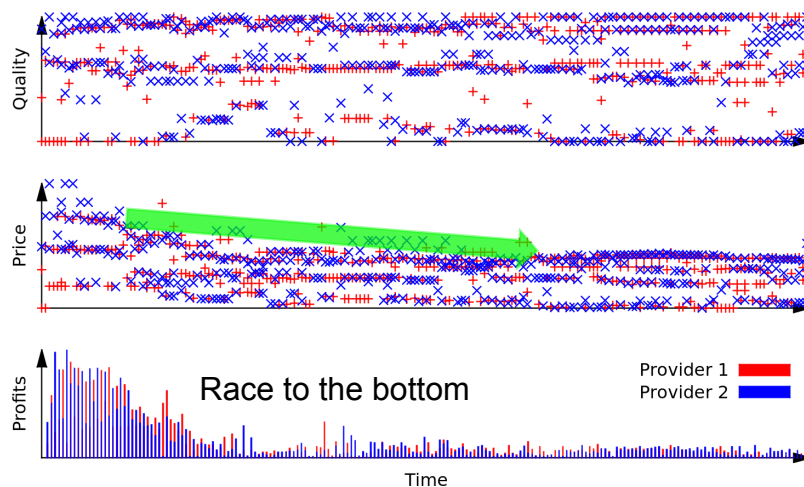 Quality
Price
Profits
Race to the bottom
Provider 1
Provider 2
Time